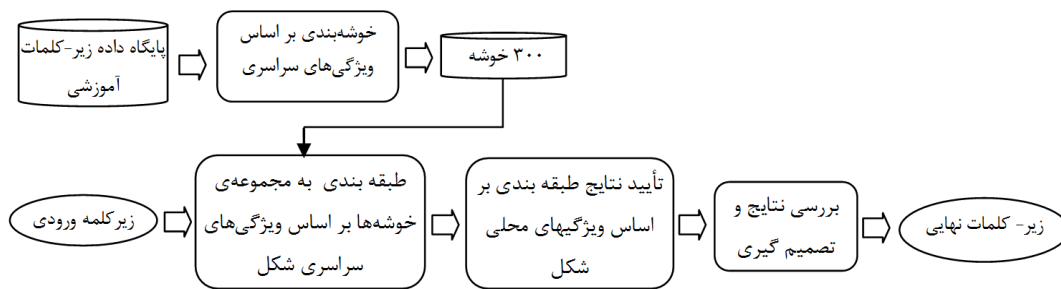 پایگاه داده زیر-کلمات
آموزشی
خوشه‌بندی بر اساس
ویژگی‌های سراسری
۳۰۰ خوشه
زیرکلمه ورودی
طبقه بندی به مجموعه‌ی
خوشه‌ها بر اساس ویژگی‌های
سراسری شکل
تأیید نتایج طبقه بندی بر
اساس ویژگیهای محلی
شکل
بررسی نتایج و
تصمیم گیری
زیر- کلمات نهایی